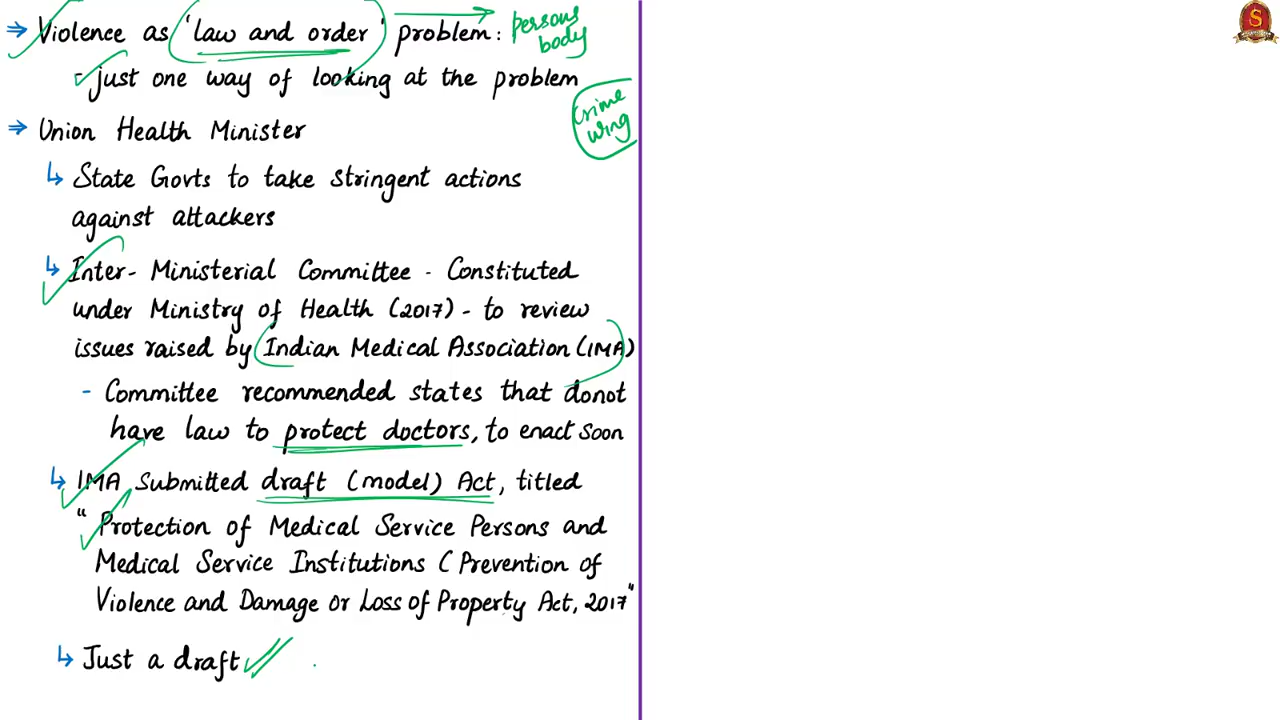 ⇒ Violence as 'law and order' problem: persons
body
- just one way of looking at the problem
crime
wing
⇒ Union Health Minister
↳ State Govts to take stringent actions
against attackers
↳ Inter-Ministerial Committee - Constituted
under Ministry of Health (2017) - to review
issues raised by Indian Medical Association (IMA)
- Committee recommended states that donot
have law to protect doctors, to enact soon
↳ IMA Submitted draft (model) Act, titled
"Protection of Medical Service Persons and
Medical Service Institutions (Prevention of
Violence and Damage or Loss of Property Act, 2017"
↳ Just a draft
S